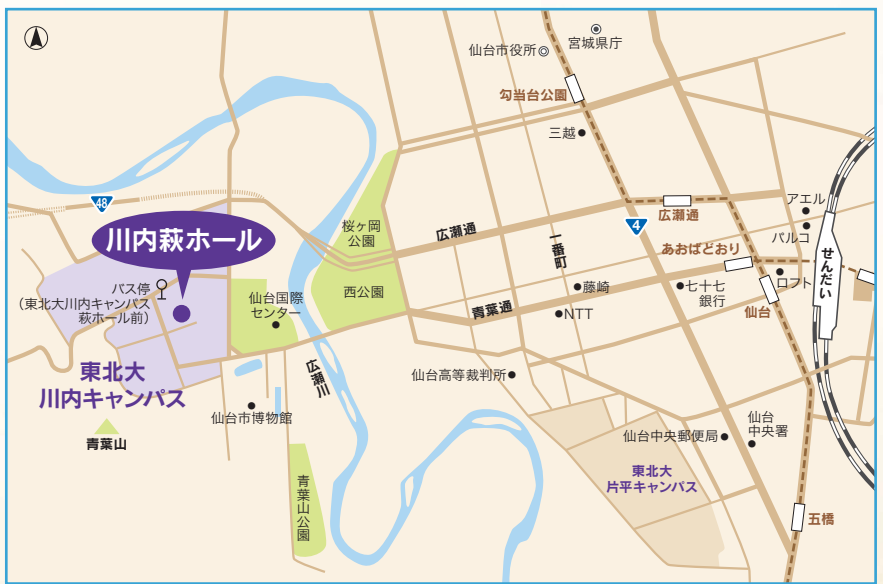 宮城県庁
仙台市役所
勾当台公園
三越
48
アエル
広瀬通
川内萩ホール
桜ヶ岡
公園
広瀬通
一番町
4
パルコ
あおばどおり
せんだい
バス停
(東北大川内キャンパス
萩ホール前)
仙台国際
センター
西公園
藤崎
七十七
銀行
ロフト
青葉通
NTT
仙台
東北大
川内キャンパス
広瀬川
仙台高等裁判所
仙台市博物館
青葉山
仙台
中央署
仙台中央郵便局
東北大
片平キャンパス
青葉山公園
五橋